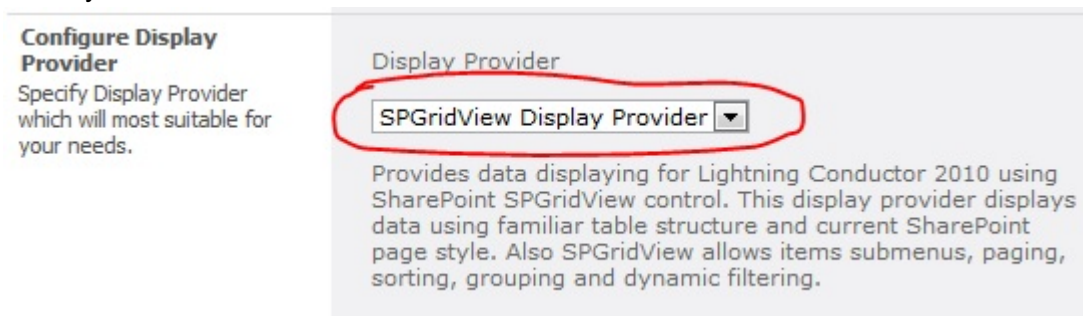 Configure Display
Provider
Specify Display Provider
which will most suitable for
your needs.
Display Provider
SPGridView Display Provider
Provides data displaying for Lightning Conductor 2010 using
SharePoint SPGridView control. This display provider displays
data using familiar table structure and current SharePoint
page style. Also SPGridView allows items submenus, paging,
sorting, grouping and dynamic filtering.